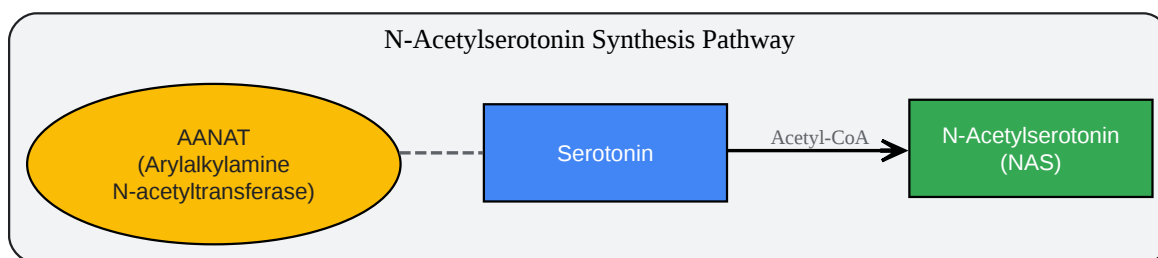 N-Acetylserotonin Synthesis Pathway
AANAT
(Arylalkylamine
N-acetyltransferase)
Serotonin
Acetyl-CoA
N-Acetylserotonin
(NAS)